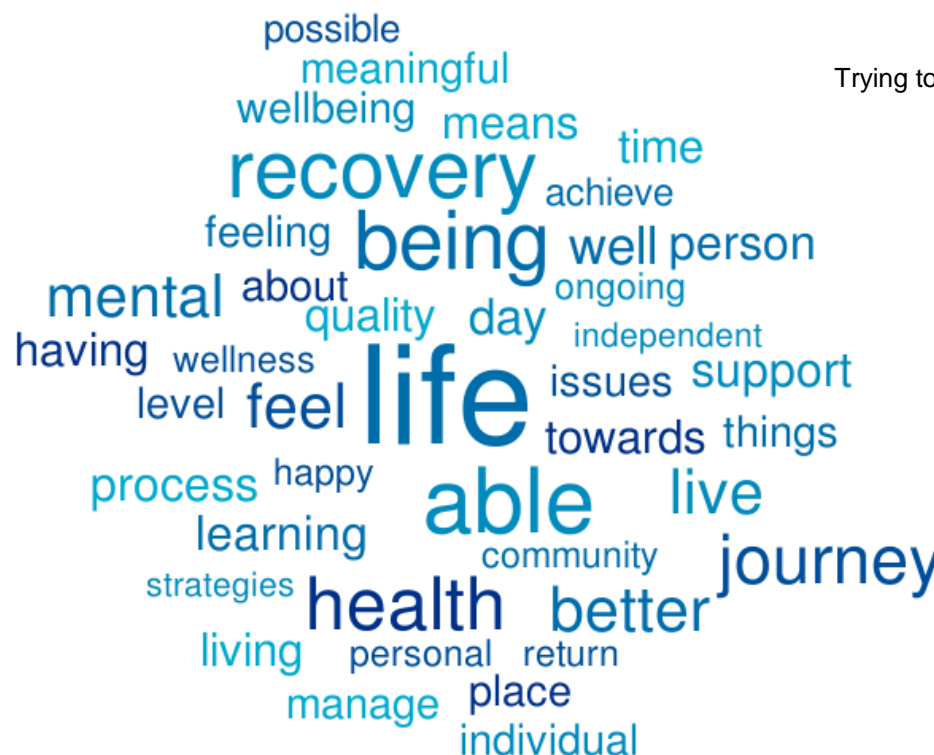 possible
meaningful
Trying to
wellbeing
means
time
recovery
achieve
feeling being well person
mental about ongoing
quality day
independent
having wellness
life
issues support
level feel
towards things
process happy
able live
learning
community
journey
strategies
health better
living personal return
manage place
individual